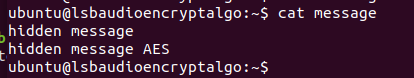 ubuntu@lsbaudioencryptalgo:~$ cat message
hidden message
hidden message AES
ubuntu@lsbaudioencryptalgo:~$